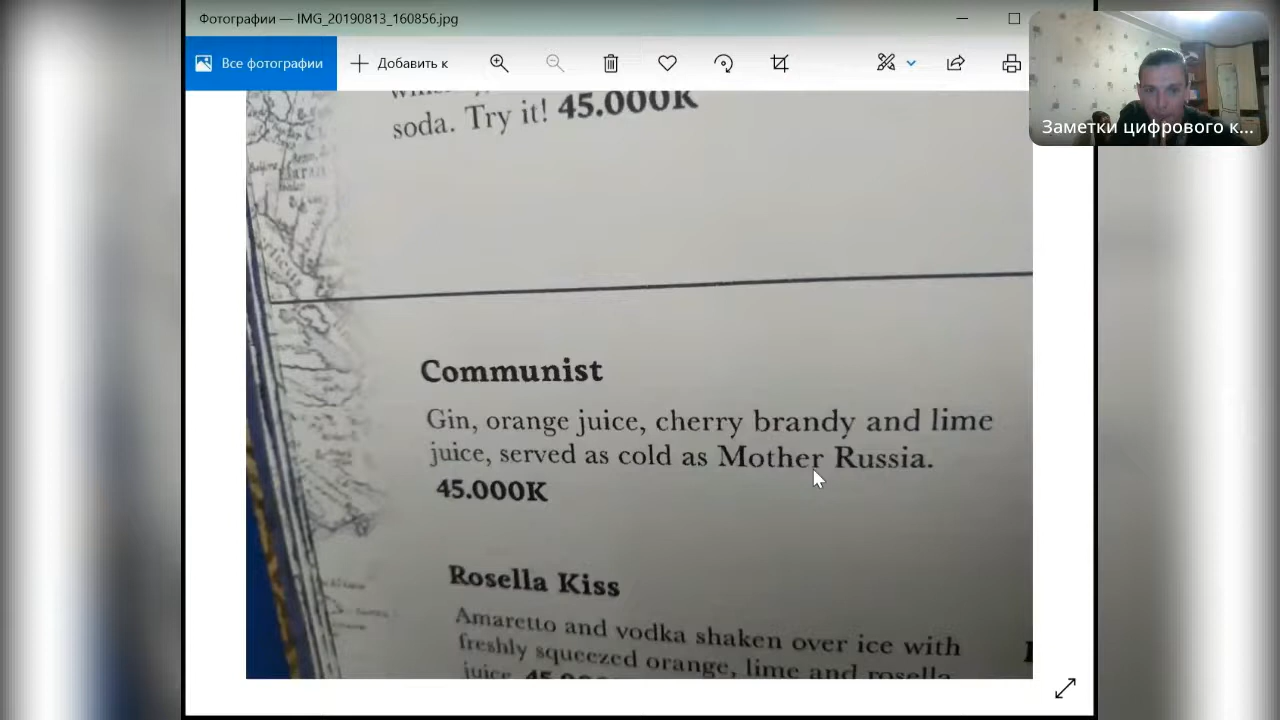 Фотографии — IMG_20190813_160856.jpg
Все фотографии
Добавить к
Заметки цифрового к...
soda. Try it! 45.000K
Communist
Gin, orange juice, cherry brandy and lime
juice, served as cold as Mother Russia.
45.000K
Rosella Kiss
Amaretto and vodka shaken over ice with
freshly squeezed orange, lime and rosella
juice